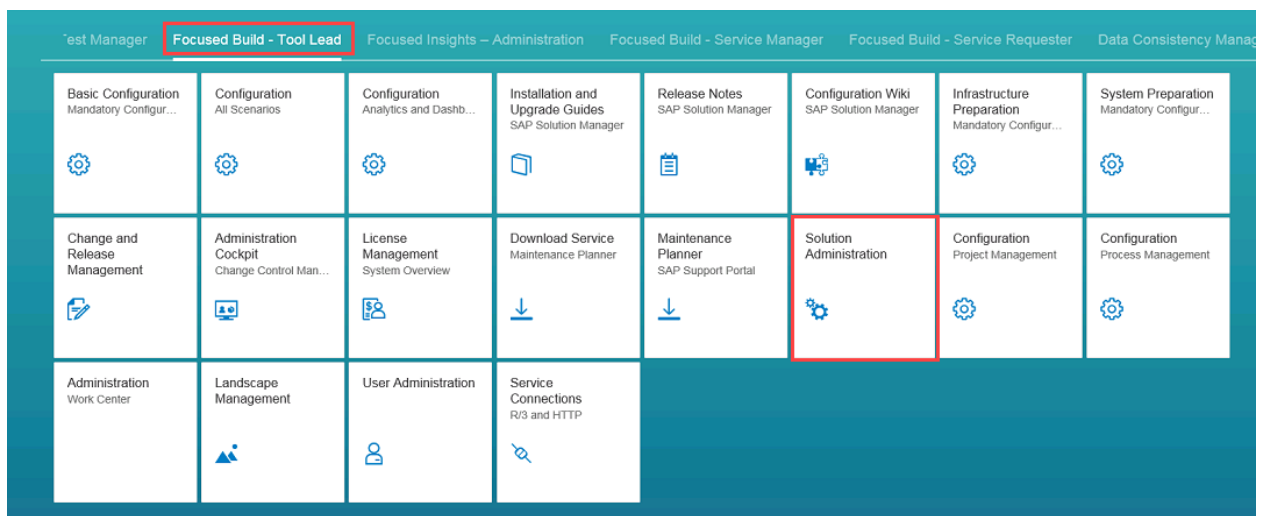 Test Manager Focused Build - Tool Lead Focused Insights – Administration Focused Build - Service Manager Focused Build - Service Requester Data Consistency Manag
Basic Configuration
Mandatory Configur...
Configuration
All Scenarios
Configuration
Analytics and Dashb...
Installation and
Upgrade Guides
SAP Solution Manager
Release Notes
SAP Solution Manager
Configuration Wiki
SAP Solution Manager
Infrastructure
Preparation
Mandatory Configur...
System Preparation
Mandatory Configur...
Change and
Release
Management
Administration
Cockpit
Change Control Man...
License
Management
System Overview
Download Service
Maintenance Planner
Maintenance
Planner
SAP Support Portal
Solution
Administration
Configuration
Project Management
Configuration
Process Management
Administration
Work Center
Landscape
Management
User Administration
Service
Connections
R/3 and HTTP